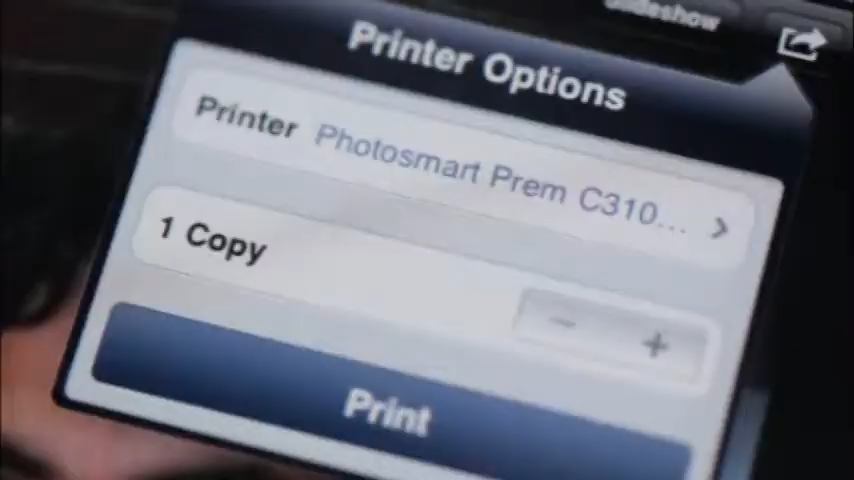 Slideshow
Printer Options
Printer Photosmart Prem C310...
1 Copy
− +
Print